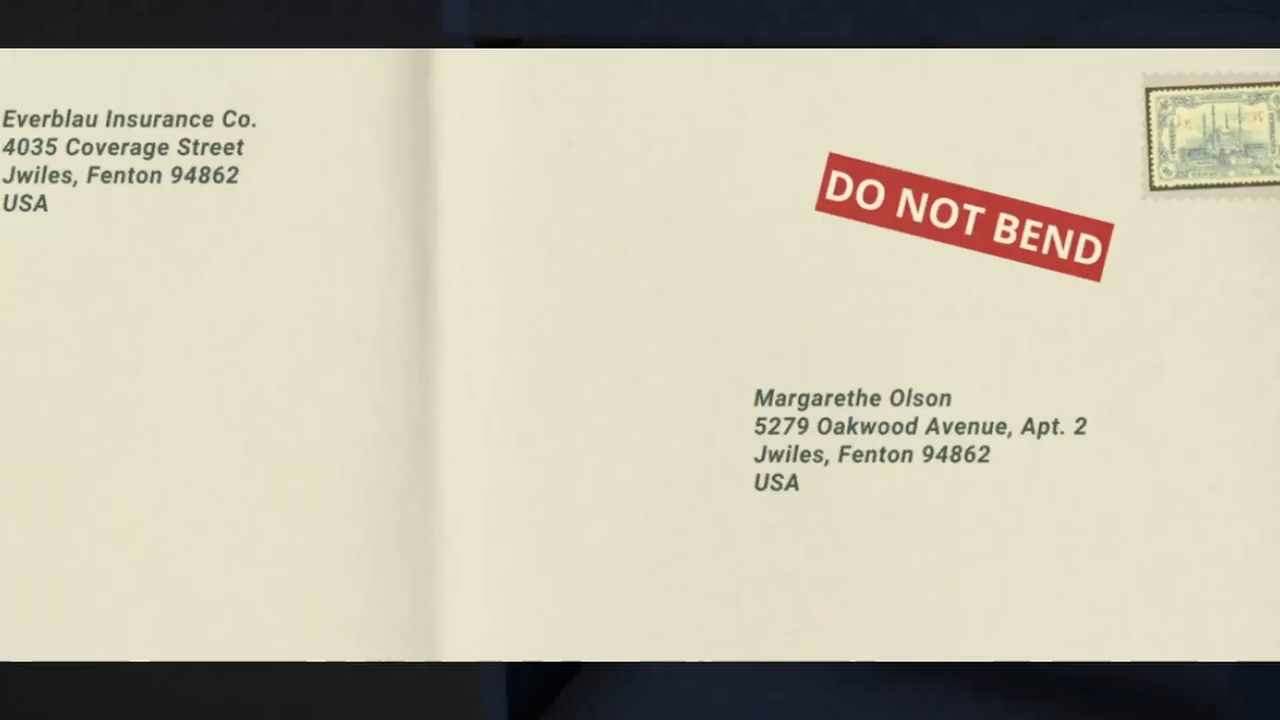 Everblau Insurance Co.
4035 Coverage Street
Jwiles, Fenton 94862
USA
DO NOT BEND
Margarethe Olson
5279 Oakwood Avenue, Apt. 2
Jwiles, Fenton 94862
USA